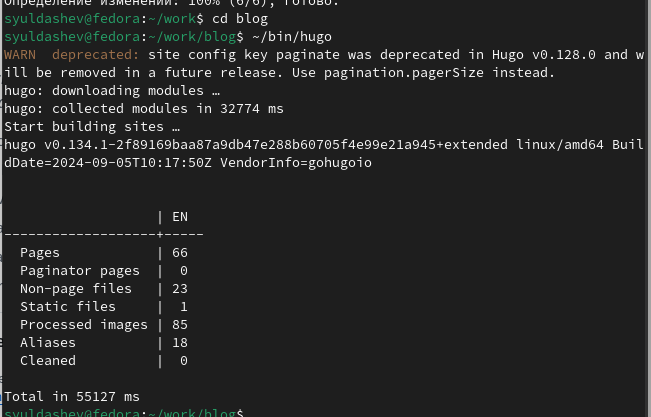 Определение изменений: 100% (6/6), готово.
syuldashev@fedora:~/work$ cd blog
syuldashev@fedora:~/work/blog$ ~/bin/hugo
WARN  deprecated: site config key paginate was deprecated in Hugo v0.128.0 and w
ill be removed in a future release. Use pagination.pagerSize instead.
hugo: downloading modules …
hugo: collected modules in 32774 ms
Start building sites …
hugo v0.134.1-2f89169baa87a9db47e288b60705f4e99e21a945+extended linux/amd64 Buil
dDate=2024-09-05T10:17:50Z VendorInfo=gohugoio
                   | EN
-------------------+-----
  Pages            | 66
  Paginator pages  |  0
  Non-page files   | 23
  Static files     |  1
  Processed images | 85
  Aliases          | 18
  Cleaned          |  0
Total in 55127 ms
syuldashev@fedora:~/work/blog$